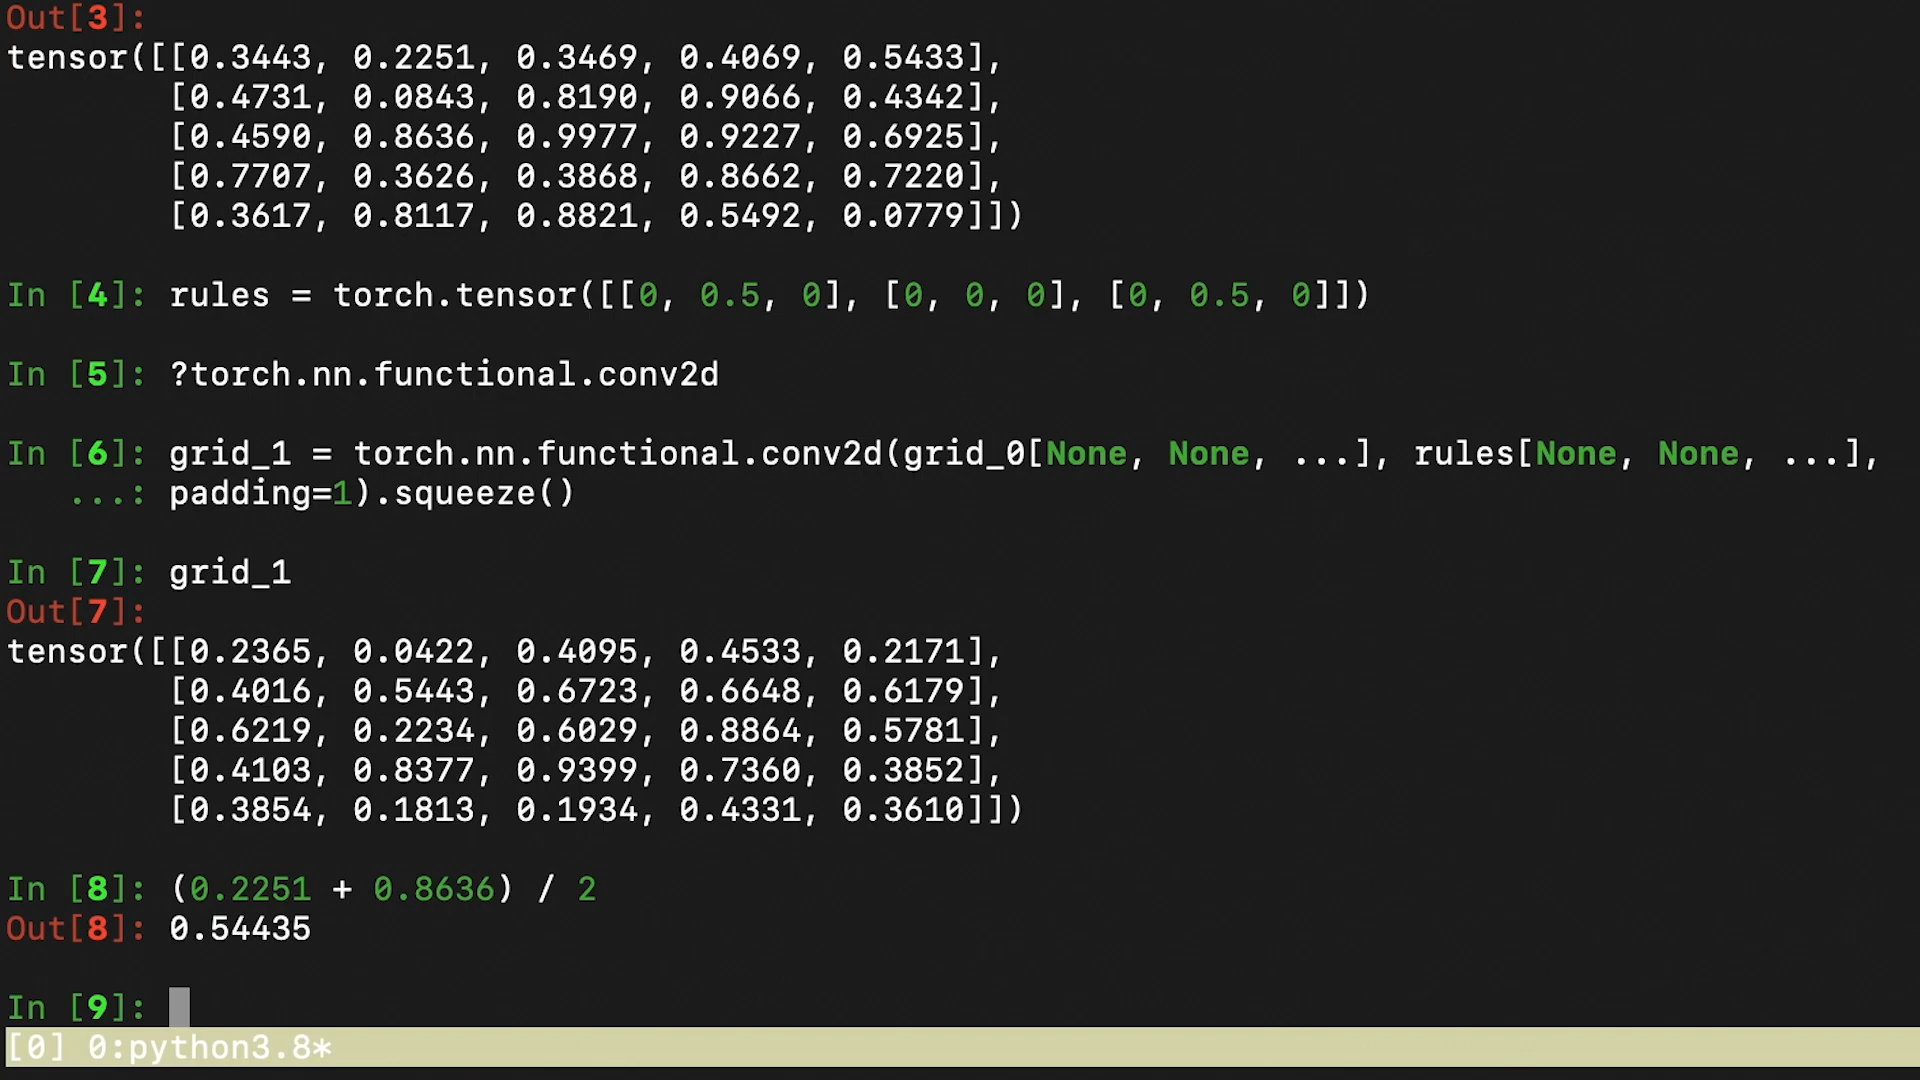 Out[3]:
tensor([[0.3443, 0.2251, 0.3469, 0.4069, 0.5433],
        [0.4731, 0.0843, 0.8190, 0.9066, 0.4342],
        [0.4590, 0.8636, 0.9977, 0.9227, 0.6925],
        [0.7707, 0.3626, 0.3868, 0.8662, 0.7220],
        [0.3617, 0.8117, 0.8821, 0.5492, 0.0779]])
In [4]: rules = torch.tensor([[0, 0.5, 0], [0, 0, 0], [0, 0.5, 0]])
In [5]: ?torch.nn.functional.conv2d
In [6]: grid_1 = torch.nn.functional.conv2d(grid_0[None, None, ...], rules[None, None, ...],
   ...: padding=1).squeeze()
In [7]: grid_1
Out[7]:
tensor([[0.2365, 0.0422, 0.4095, 0.4533, 0.2171],
        [0.4016, 0.5443, 0.6723, 0.6648, 0.6179],
        [0.6219, 0.2234, 0.6029, 0.8864, 0.5781],
        [0.4103, 0.8377, 0.9399, 0.7360, 0.3852],
        [0.3854, 0.1813, 0.1934, 0.4331, 0.3610]])
In [8]: (0.2251 + 0.8636) / 2
Out[8]: 0.54435
In [9]:
[0] 0:python3.8*